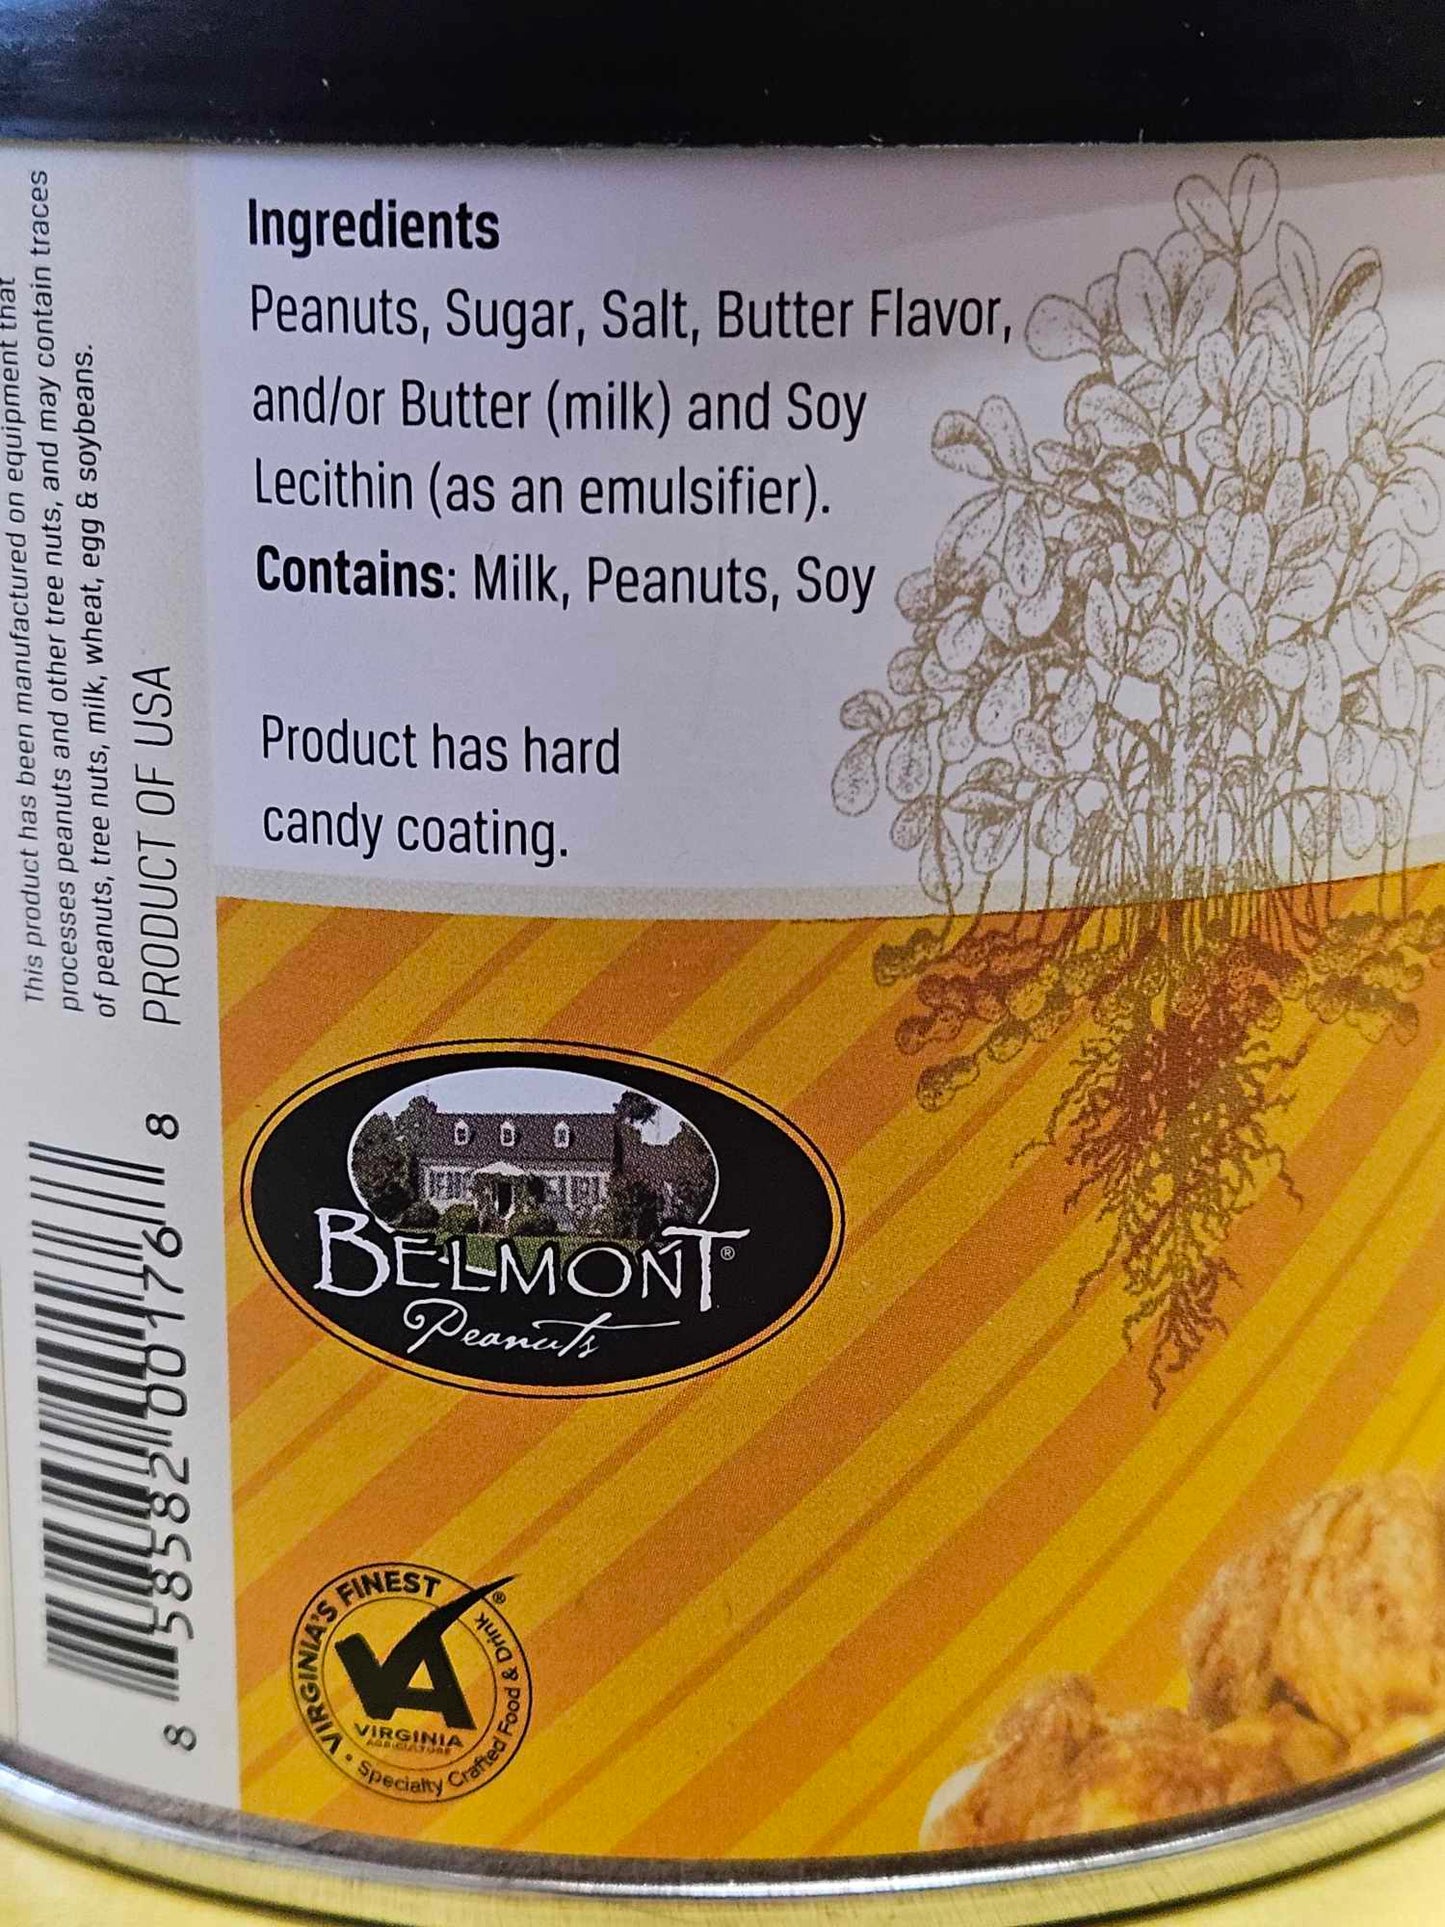 This product has been manufactured on equipment that
processes peanuts and other tree nuts, and may contain traces
of peanuts, tree nuts, milk, wheat, egg & soybeans.
PRODUCT OF USA
8 58582 00176 8
Ingredients
Peanuts, Sugar, Salt, Butter Flavor,
and/or Butter (milk) and Soy
Lecithin (as an emulsifier).
Contains: Milk, Peanuts, Soy
Product has hard
candy coating.
BELMONT®
Peanuts
VIRGINIA'S FINEST®
VA
VIRGINIA
AGRICULTURE
• Specialty Crafted Food & Drink